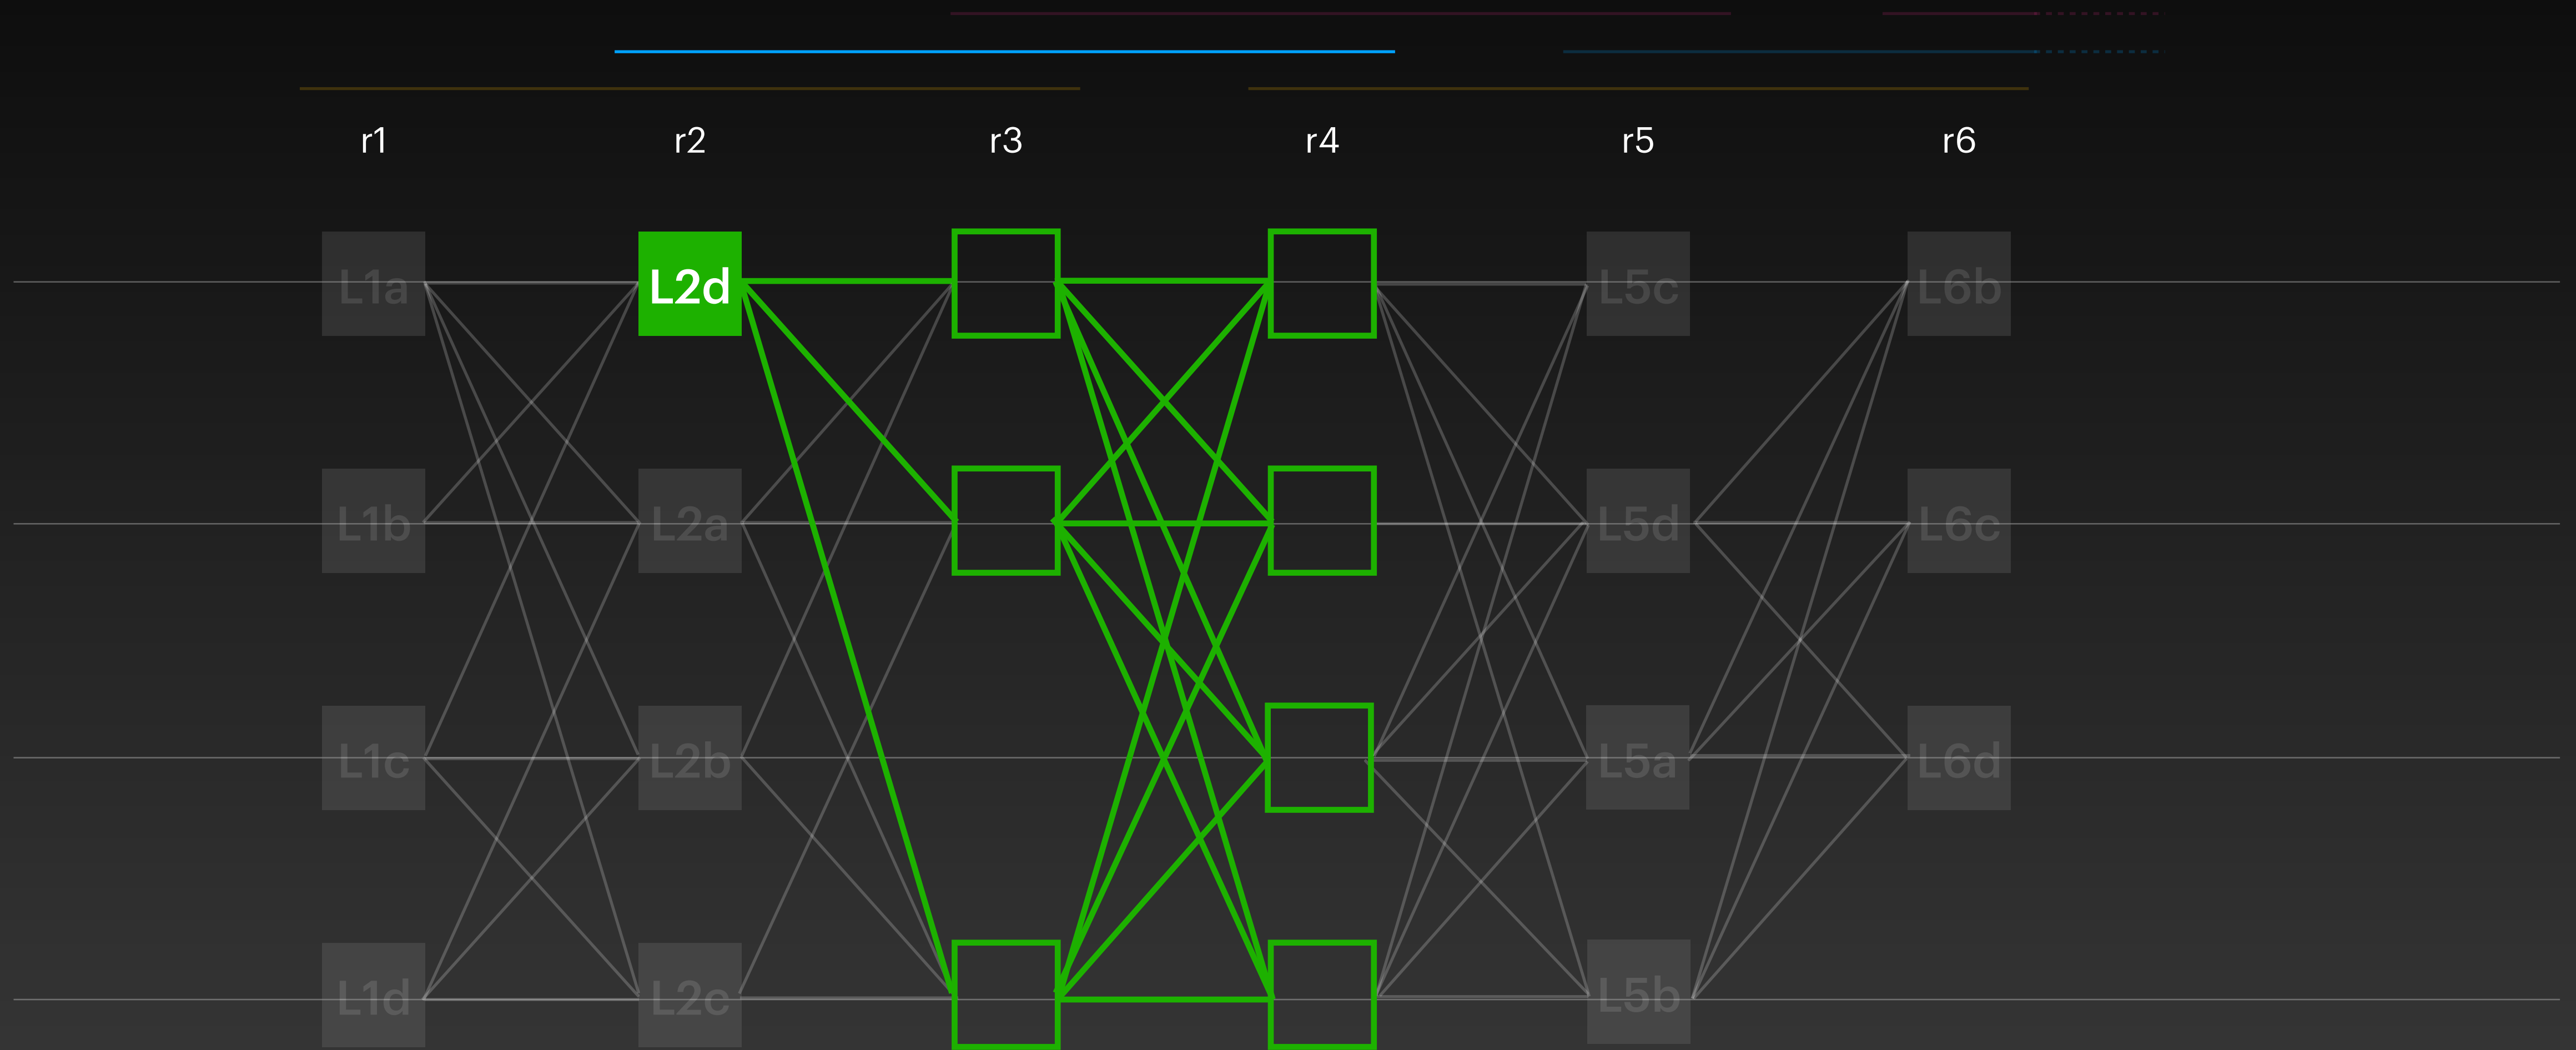 r1 r2 r3 r4 r5 r6
L1a L2d L5c L6b
L1b L2a L5d L6c
L1c L2b L5a L6d
L1d L2c L5b